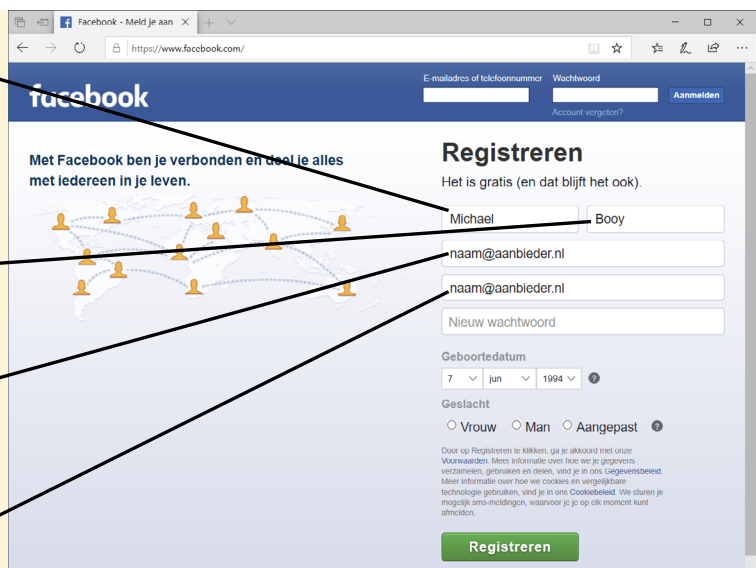 Facebook - Meld je aan
https://www.facebook.com/
facebook
E-mailadres of telefoonnummer
Wachtwoord
Aanmelden
Account vergeten?
Met Facebook ben je verbonden en deel je alles
met iedereen in je leven.
Registreren
Het is gratis (en dat blijft het ook).
Michael
Booy
naam@aanbieder.nl
naam@aanbieder.nl
Nieuw wachtwoord
Geboortedatum
7 jun 1994 ?
Geslacht
Vrouw Man Aangepast ?
Door op Registreren te klikken, ga je akkoord met onze
Voorwaarden. Meer informatie over hoe we je gegevens
verzamelen, gebruiken en delen, vind je in ons Gegevensbeleid.
Meer informatie over hoe we cookies en vergelijkbare
technologie gebruiken, vind je in ons Cookiebeleid. We sturen je
mogelijk sms-meldingen, waarvoor je je op elk moment kunt
afmelden.
Registreren